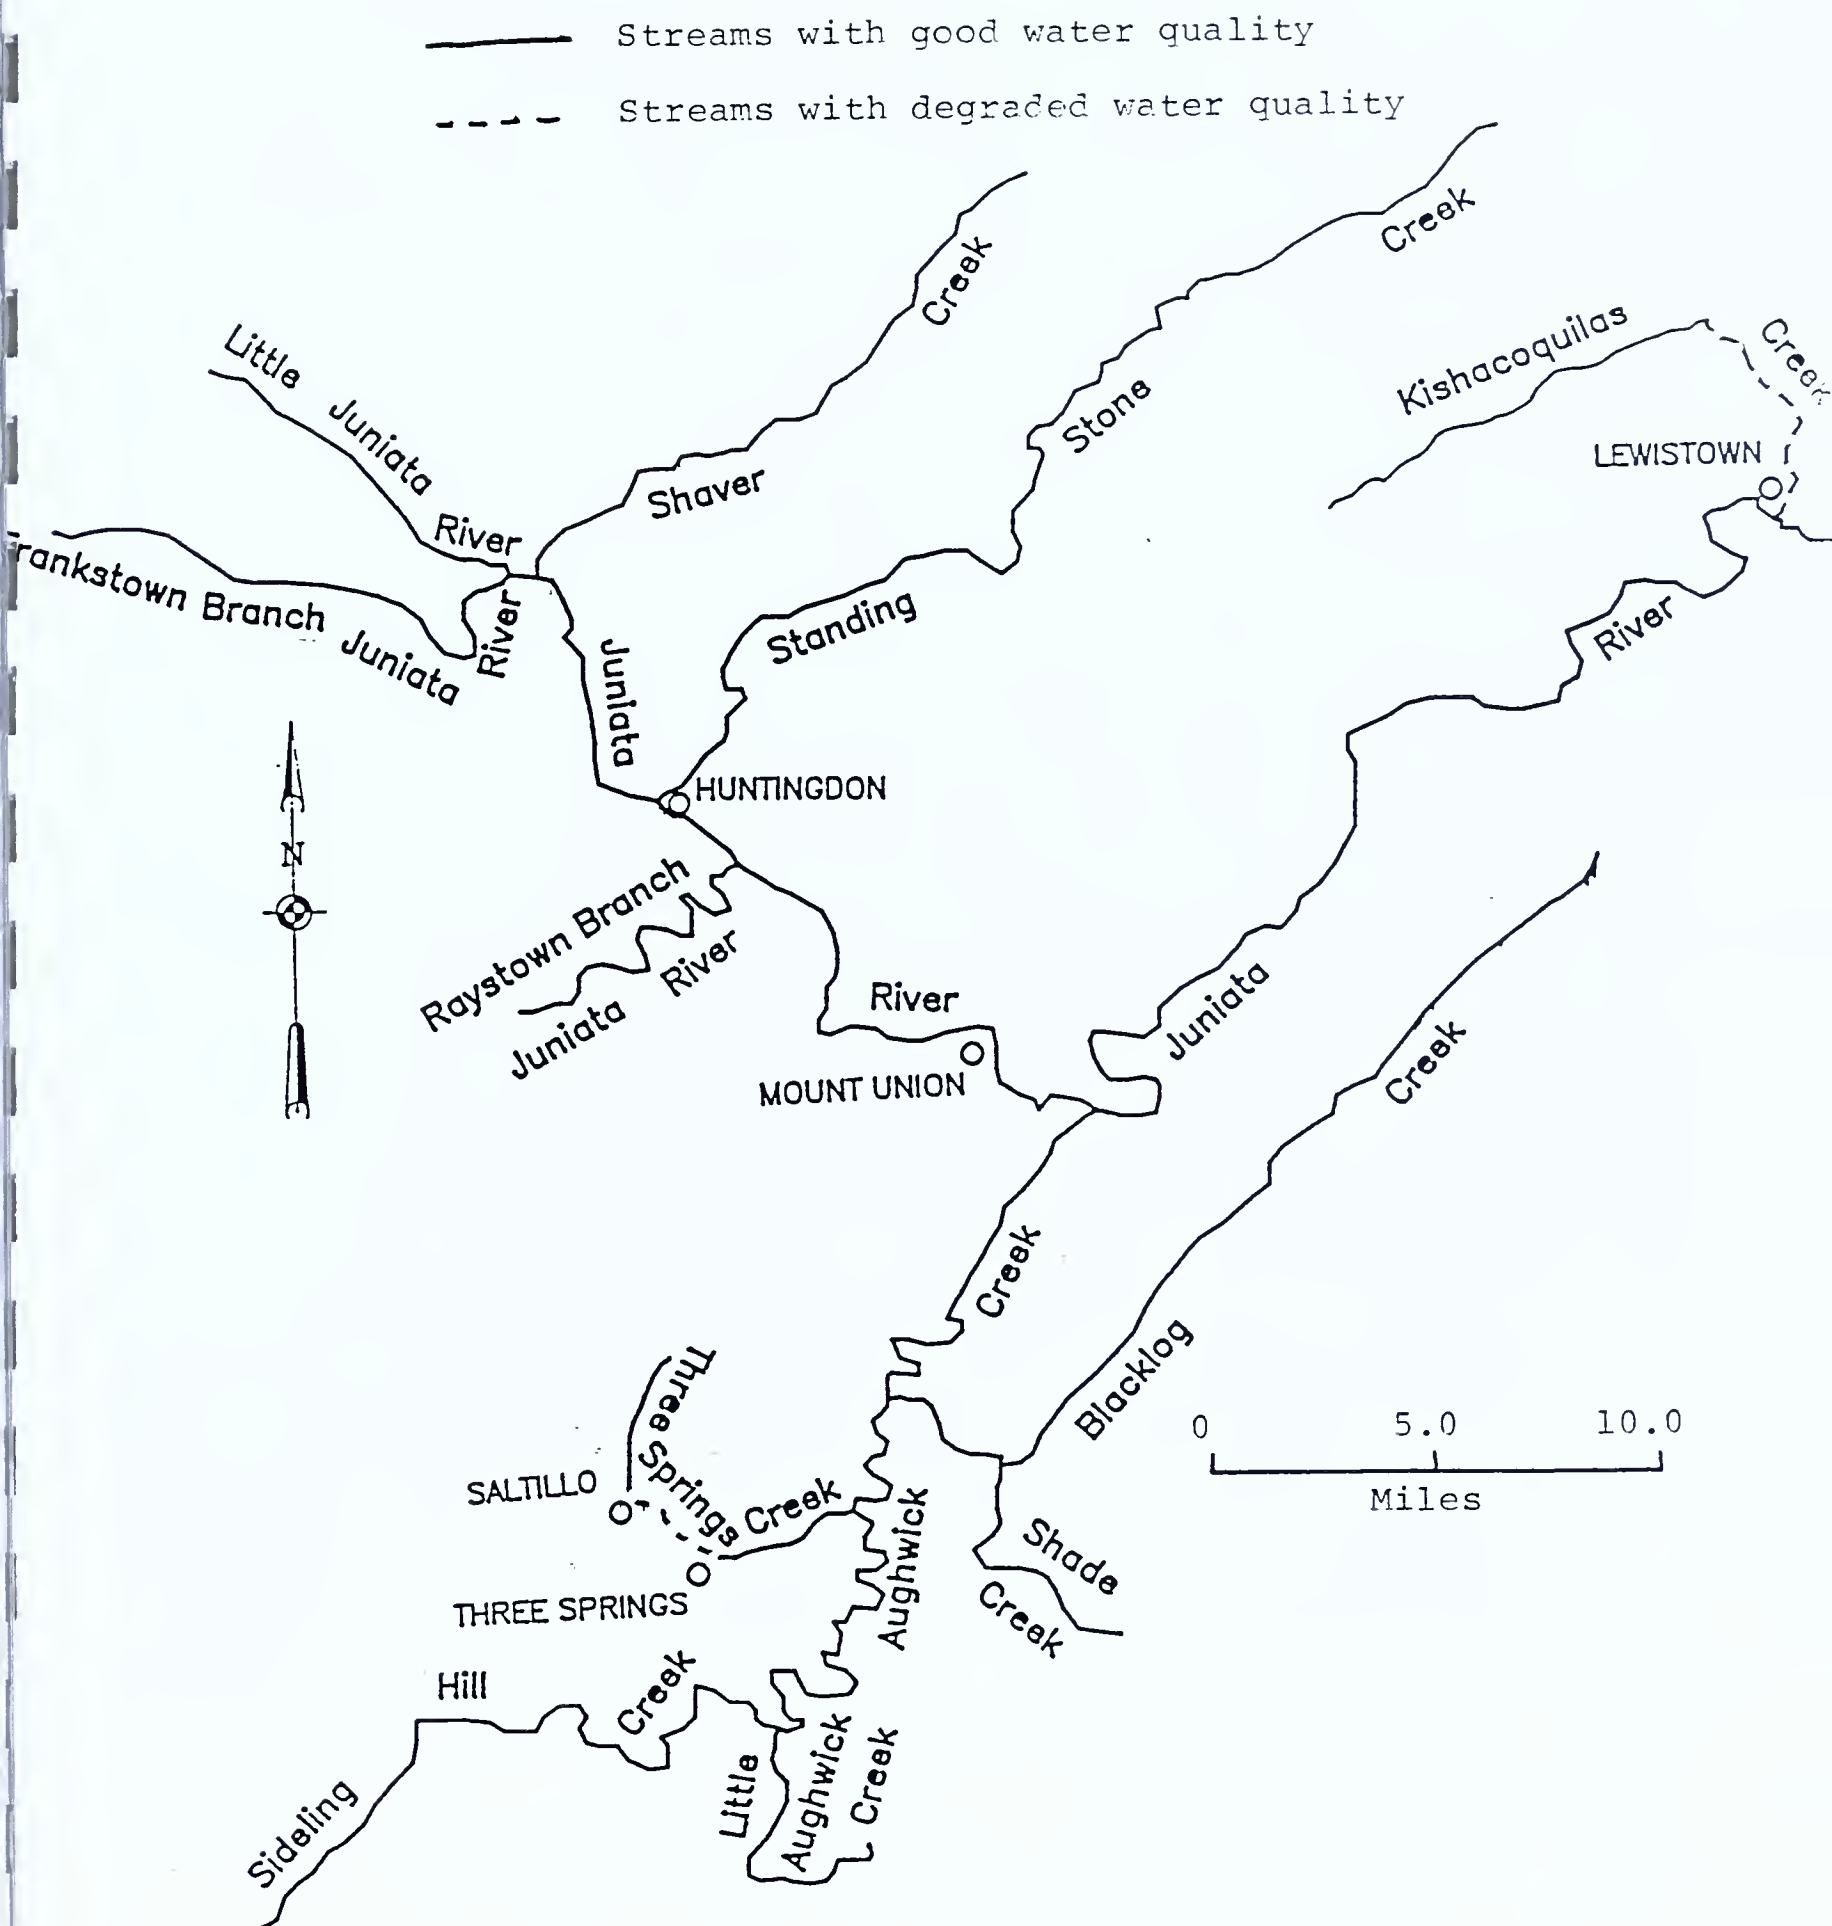 Streams with good water quality
Streams with degraded water quality
Creek
Creek
Kishacoquilas
Creek
Little Juniata River
Stone
LEWISTOWN
Shaver
rankstown Branch Juniata River
Standing
River
Juniata
HUNTINGDON
N
Raystown Branch
Juniata River
River
Juniata
MOUNT UNION
Creek
Creek
Blacklog
Three Springs Creek
0 5.0 10.0
Miles
SALTILLO
Aughwick
Shade
Creek
THREE SPRINGS
Hill
Creek
Sideling
Little
Aughwick
Creek